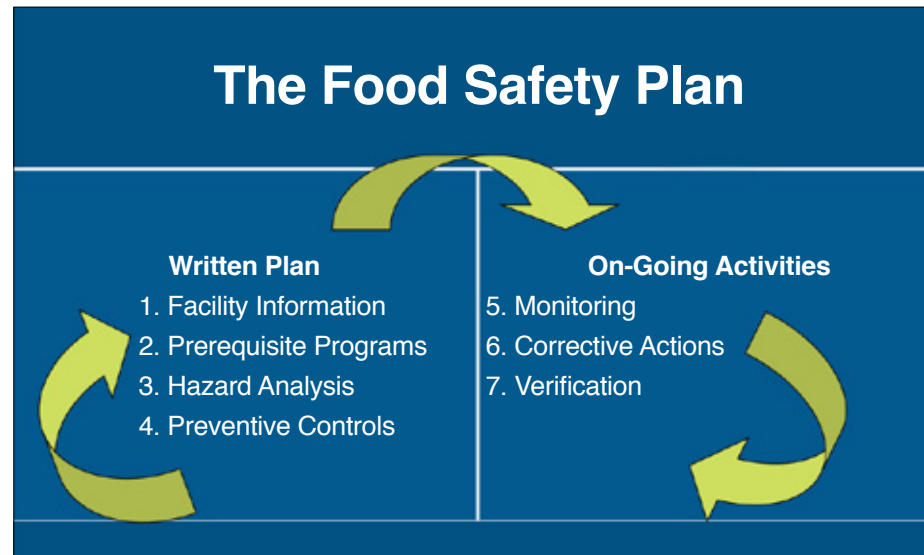 The Food Safety Plan
Written Plan
1. Facility Information
2. Prerequisite Programs
3. Hazard Analysis
4. Preventive Controls
On-Going Activities
5. Monitoring
6. Corrective Actions
7. Verification